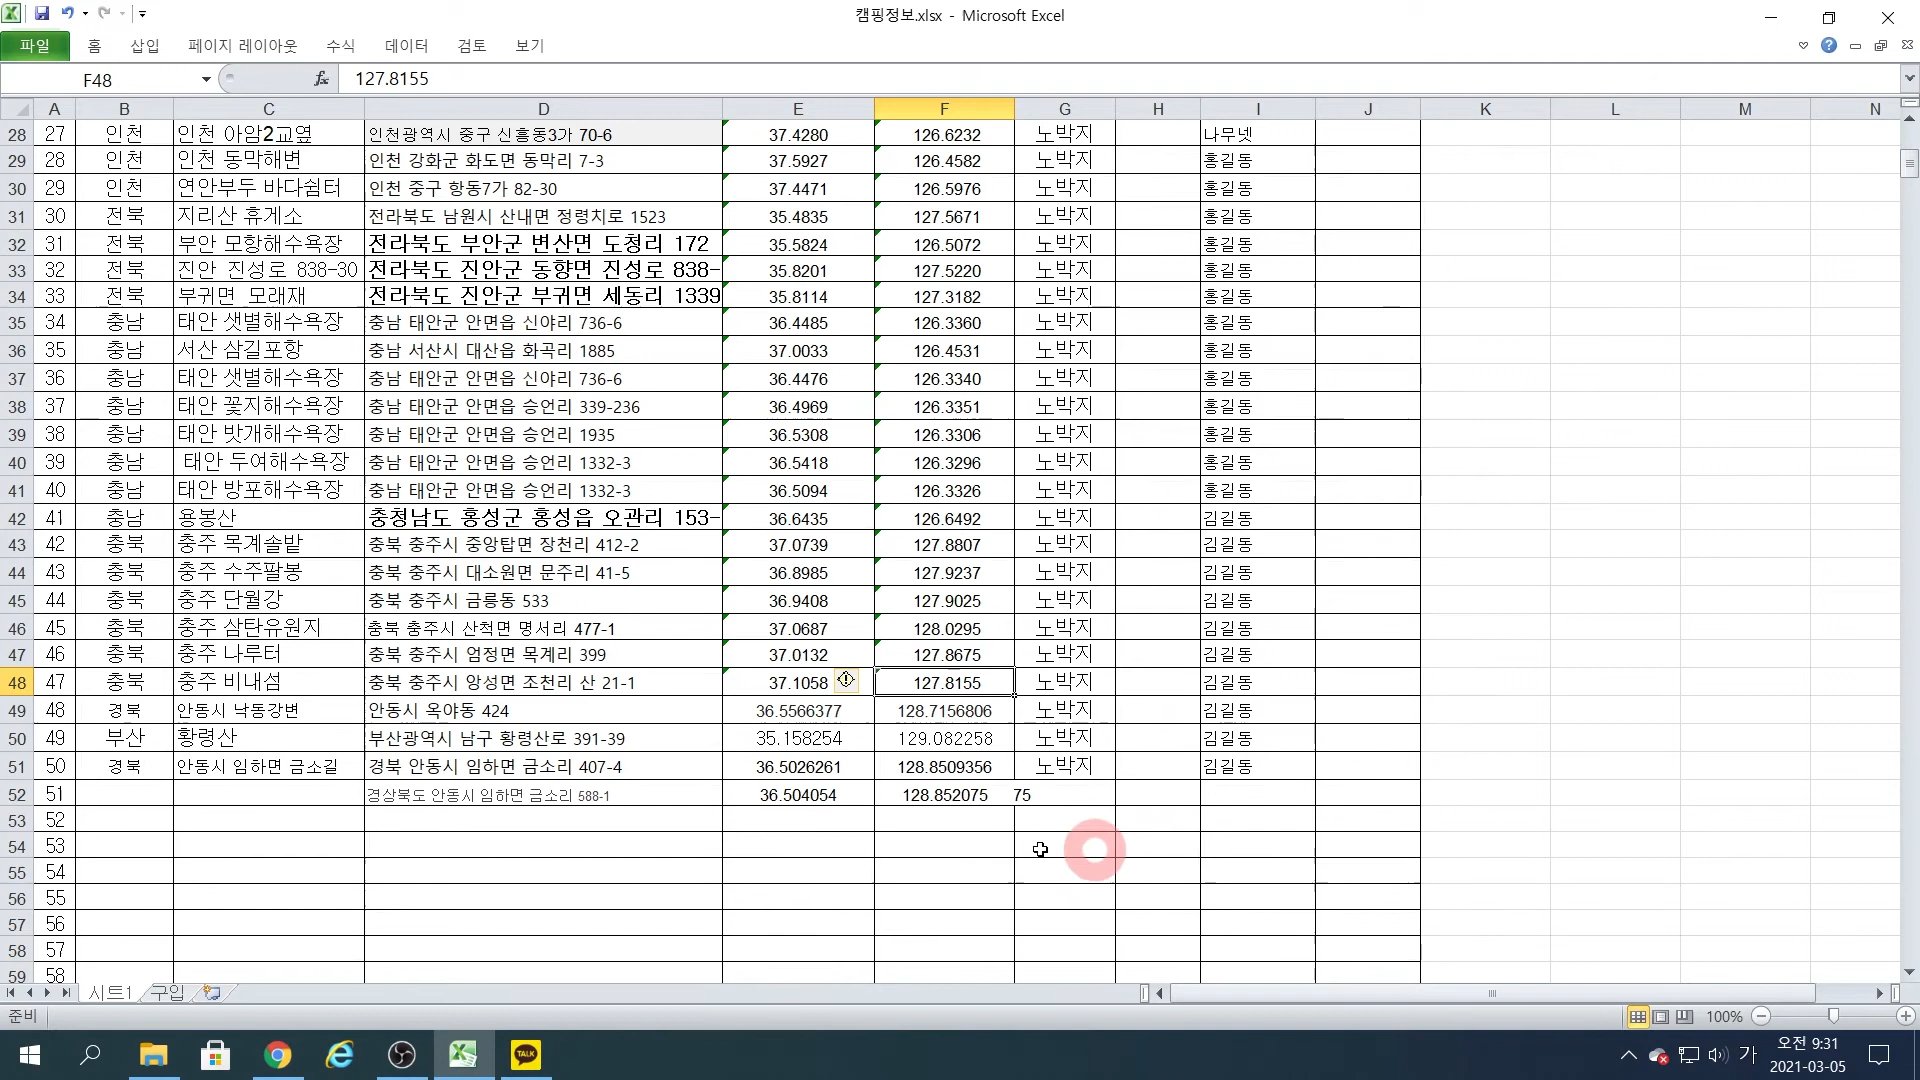 캠핑정보.xlsx - Microsoft Excel
파일 홈 삽입 페이지 레이아웃 수식 데이터 검토 보기
F48 fx 127.8155
A B C D E F G H I J K L M N
28 27 인천 인천 아암2교옆 인천광역시 중구 신흥동3가 70-6 37.4280 126.6232 노박지 나무넷
29 28 인천 인천 동막해변 인천 강화군 화도면 동막리 7-3 37.5927 126.4582 노박지 홍길동
30 29 인천 연안부두 바다쉼터 인천 중구 항동7가 82-30 37.4471 126.5976 노박지 홍길동
31 30 전북 지리산 휴게소 전라북도 남원시 산내면 정령치로 1523 35.4835 127.5671 노박지 홍길동
32 31 전북 부안 모항해수욕장 전라북도 부안군 변산면 도청리 172 35.5824 126.5072 노박지 홍길동
33 32 전북 진안 진성로 838-30 전라북도 진안군 동향면 진성로 838- 35.8201 127.5220 노박지 홍길동
34 33 전북 부귀면 모래재 전라북도 진안군 부귀면 세동리 1339 35.8114 127.3182 노박지 홍길동
35 34 충남 태안 샛별해수욕장 충남 태안군 안면읍 신야리 736-6 36.4485 126.3360 노박지 홍길동
36 35 충남 서산 삼길포항 충남 서산시 대산읍 화곡리 1885 37.0033 126.4531 노박지 홍길동
37 36 충남 태안 샛별해수욕장 충남 태안군 안면읍 신야리 736-6 36.4476 126.3340 노박지 홍길동
38 37 충남 태안 꽃지해수욕장 충남 태안군 안면읍 승언리 339-236 36.4969 126.3351 노박지 홍길동
39 38 충남 태안 밧개해수욕장 충남 태안군 안면읍 승언리 1935 36.5308 126.3306 노박지 홍길동
40 39 충남 태안 두여해수욕장 충남 태안군 안면읍 승언리 1332-3 36.5418 126.3296 노박지 홍길동
41 40 충남 태안 방포해수욕장 충남 태안군 안면읍 승언리 1332-3 36.5094 126.3326 노박지 홍길동
42 41 충남 용봉산 충청남도 홍성군 홍성읍 오관리 153- 36.6435 126.6492 노박지 김길동
43 42 충북 충주 목계솔밭 충북 충주시 중앙탑면 장천리 412-2 37.0739 127.8807 노박지 김길동
44 43 충북 충주 수주팔봉 충북 충주시 대소원면 문주리 41-5 36.8985 127.9237 노박지 김길동
45 44 충북 충주 단월강 충북 충주시 금릉동 533 36.9408 127.9025 노박지 김길동
46 45 충북 충주 삼탄유원지 충북 충주시 산척면 명서리 477-1 37.0687 128.0295 노박지 김길동
47 46 충북 충주 나루터 충북 충주시 엄정면 목계리 399 37.0132 127.8675 노박지 김길동
48 47 충북 충주 비내섬 충북 충주시 앙성면 조천리 산 21-1 37.1058 127.8155 노박지 김길동
49 48 경북 안동시 낙동강변 안동시 옥야동 424 36.5566377 128.7156806 노박지 김길동
50 49 부산 황령산 부산광역시 남구 황령산로 391-39 35.158254 129.082258 노박지 김길동
51 50 경북 안동시 임하면 금소길 경북 안동시 임하면 금소리 407-4 36.5026261 128.8509356 노박지 김길동
52 51 경상북도 안동시 임하면 금소리 588-1 36.504054 128.852075 75
53 52
54 53
55 54
56 55
57 56
58 57
59 58
시트1 구입
준비 100%
TALK 가 오전 9:31
2021-03-05